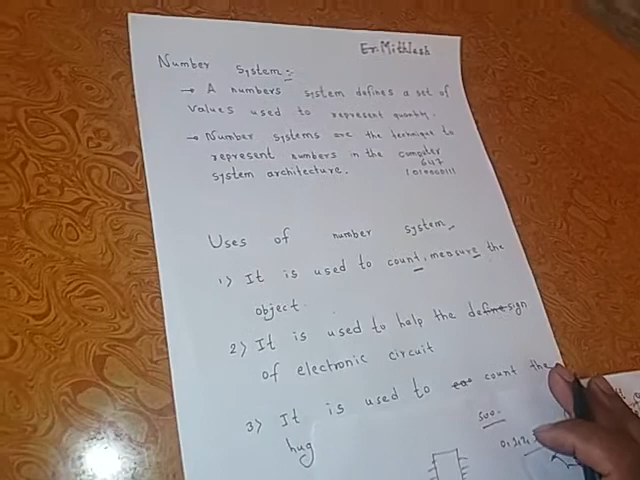 Er. Mithlesh
Number system :-
→ A numbers system defines a set of
values used to represent quantity.
→ Number systems are the technique to
represent numbers in the computer
system architecture.
647
1010000111
Uses of number system.
1) It is used to count, measure the
object.
2) It is used to help the design
of electronic circuit
3) It is used to count the
hug
500.